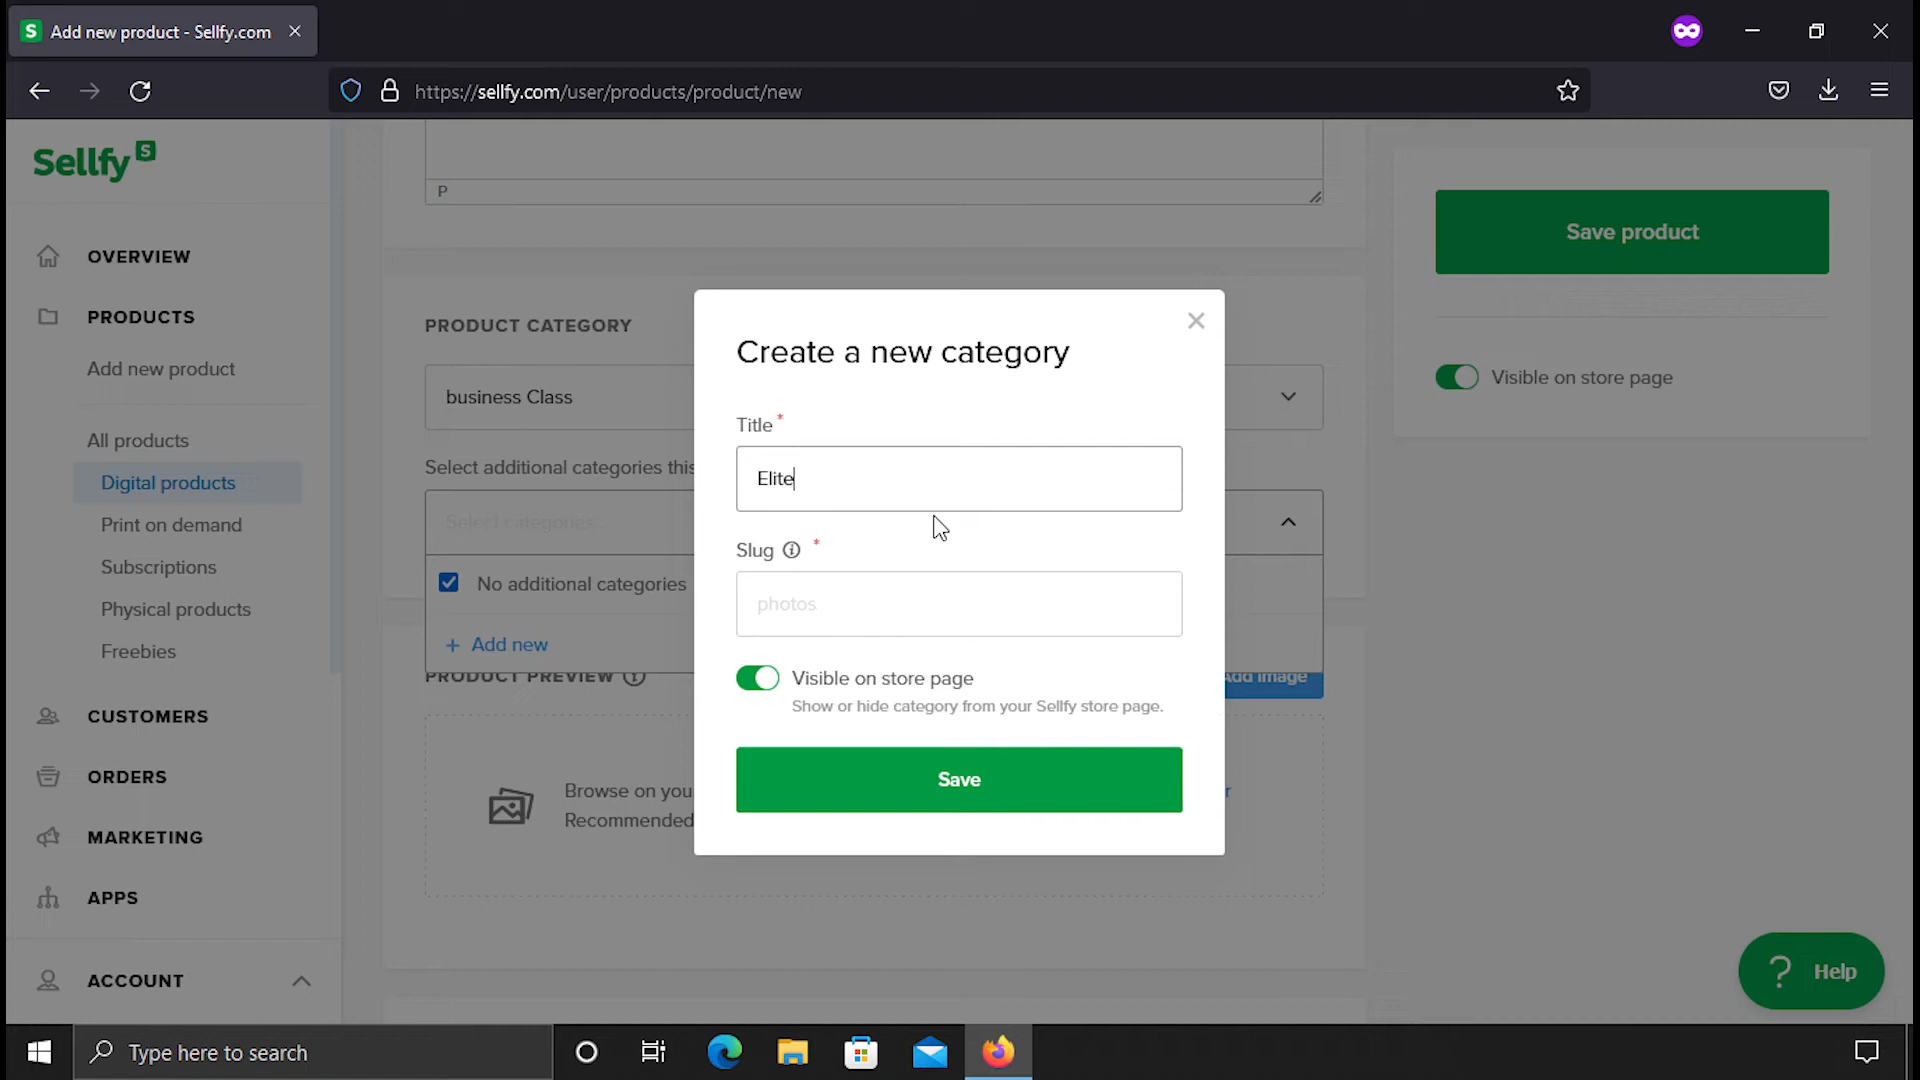 Add new product - Sellfy.com
https://sellfy.com/user/products/product/new
Sellfy S
OVERVIEW
PRODUCTS
Add new product
All products
Digital products
Print on demand
Subscriptions
Physical products
Freebies
CUSTOMERS
ORDERS
MARKETING
APPS
ACCOUNT
P
PRODUCT CATEGORY
business Class
Select additional categories this
Select categories...
No additional categories
+ Add new
PRODUCT PREVIEW
Add image
Browse on you
r
Recommended
Create a new category
Title *
Elite
Slug *
photos
Visible on store page
Show or hide category from your Sellfy store page.
Save
Save product
Visible on store page
? Help
Type here to search